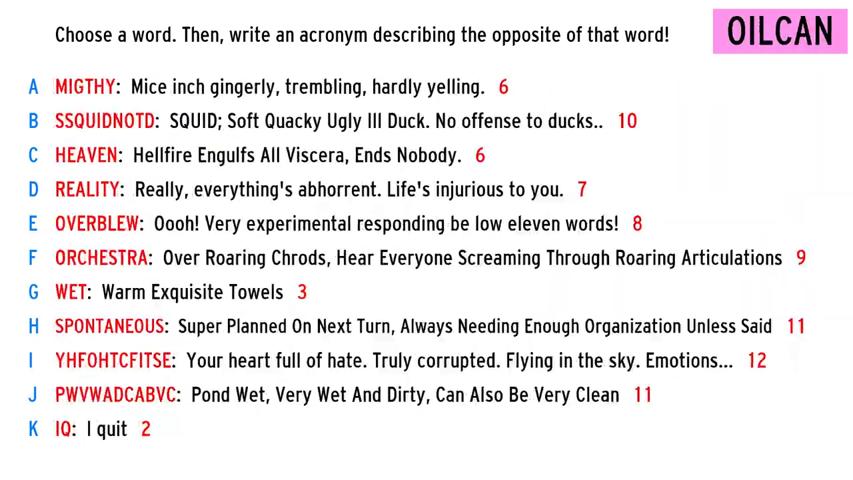 Choose a word. Then, write an acronym describing the opposite of that word!
OILCAN
A MIGTHY: Mice inch gingerly, trembling, hardly yelling. 6
B SSQUIDNOTD: SQUID; Soft Quacky Ugly Ill Duck. No offense to ducks.. 10
C HEAVEN: Hellfire Engulfs All Viscera, Ends Nobody. 6
D REALITY: Really, everything's abhorrent. Life's injurious to you. 7
E OVERBLEW: Oooh! Very experimental responding be low eleven words! 8
F ORCHESTRA: Over Roaring Chrods, Hear Everyone Screaming Through Roaring Articulations 9
G WET: Warm Exquisite Towels 3
H SPONTANEOUS: Super Planned On Next Turn, Always Needing Enough Organization Unless Said 11
I YHFOHTCFITSE: Your heart full of hate. Truly corrupted. Flying in the sky. Emotions... 12
J PWVWADCABVC: Pond Wet, Very Wet And Dirty, Can Also Be Very Clean 11
K IQ: I quit 2